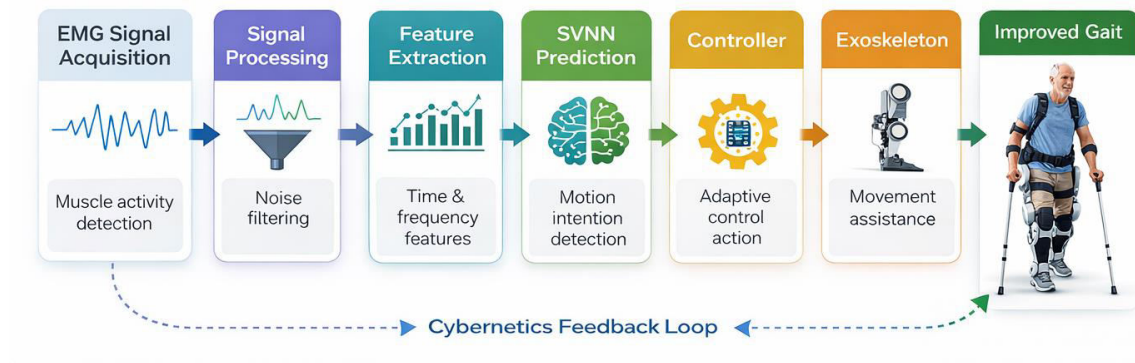 EMG Signal
Acquisition
Muscle activity
detection
Signal
Processing
Noise
filtering
Feature
Extraction
Time &
frequency
features
SVNN
Prediction
Motion
intention
detection
Controller
Adaptive
control
action
Exoskeleton
Movement
assistance
Improved Gait
Cybernetics Feedback Loop